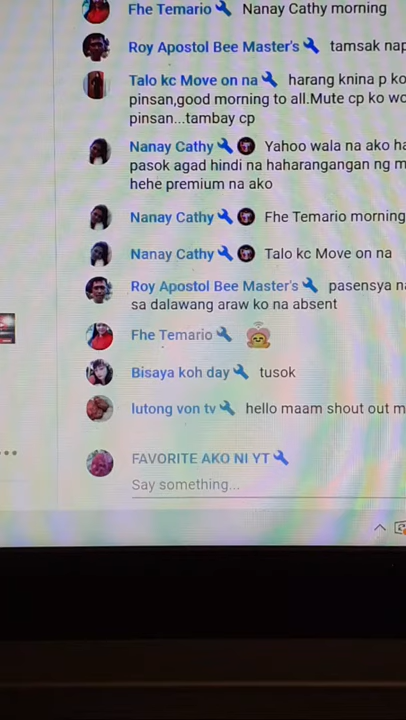 Fhe Temario Nanay Cathy morning
Roy Apostol Bee Master's tamsak
Talo kc Move on na harang knina p ko
pinsan,good morning to all.Mute cp ko
pinsan...tambay cp
Nanay Cathy Yahoo wala na ako
pasok agad hindi na haharangangan ng
hehe premium na ako
Nanay Cathy Fhe Temario morning
Nanay Cathy Talo kc Move on na
Roy Apostol Bee Master's pasensya
sa dalawang araw ko na absent
Fhe Temario
Bisaya koh day tusok
lutong von tv hello maam shout out
FAVORITE AKO NI YT
Say something...